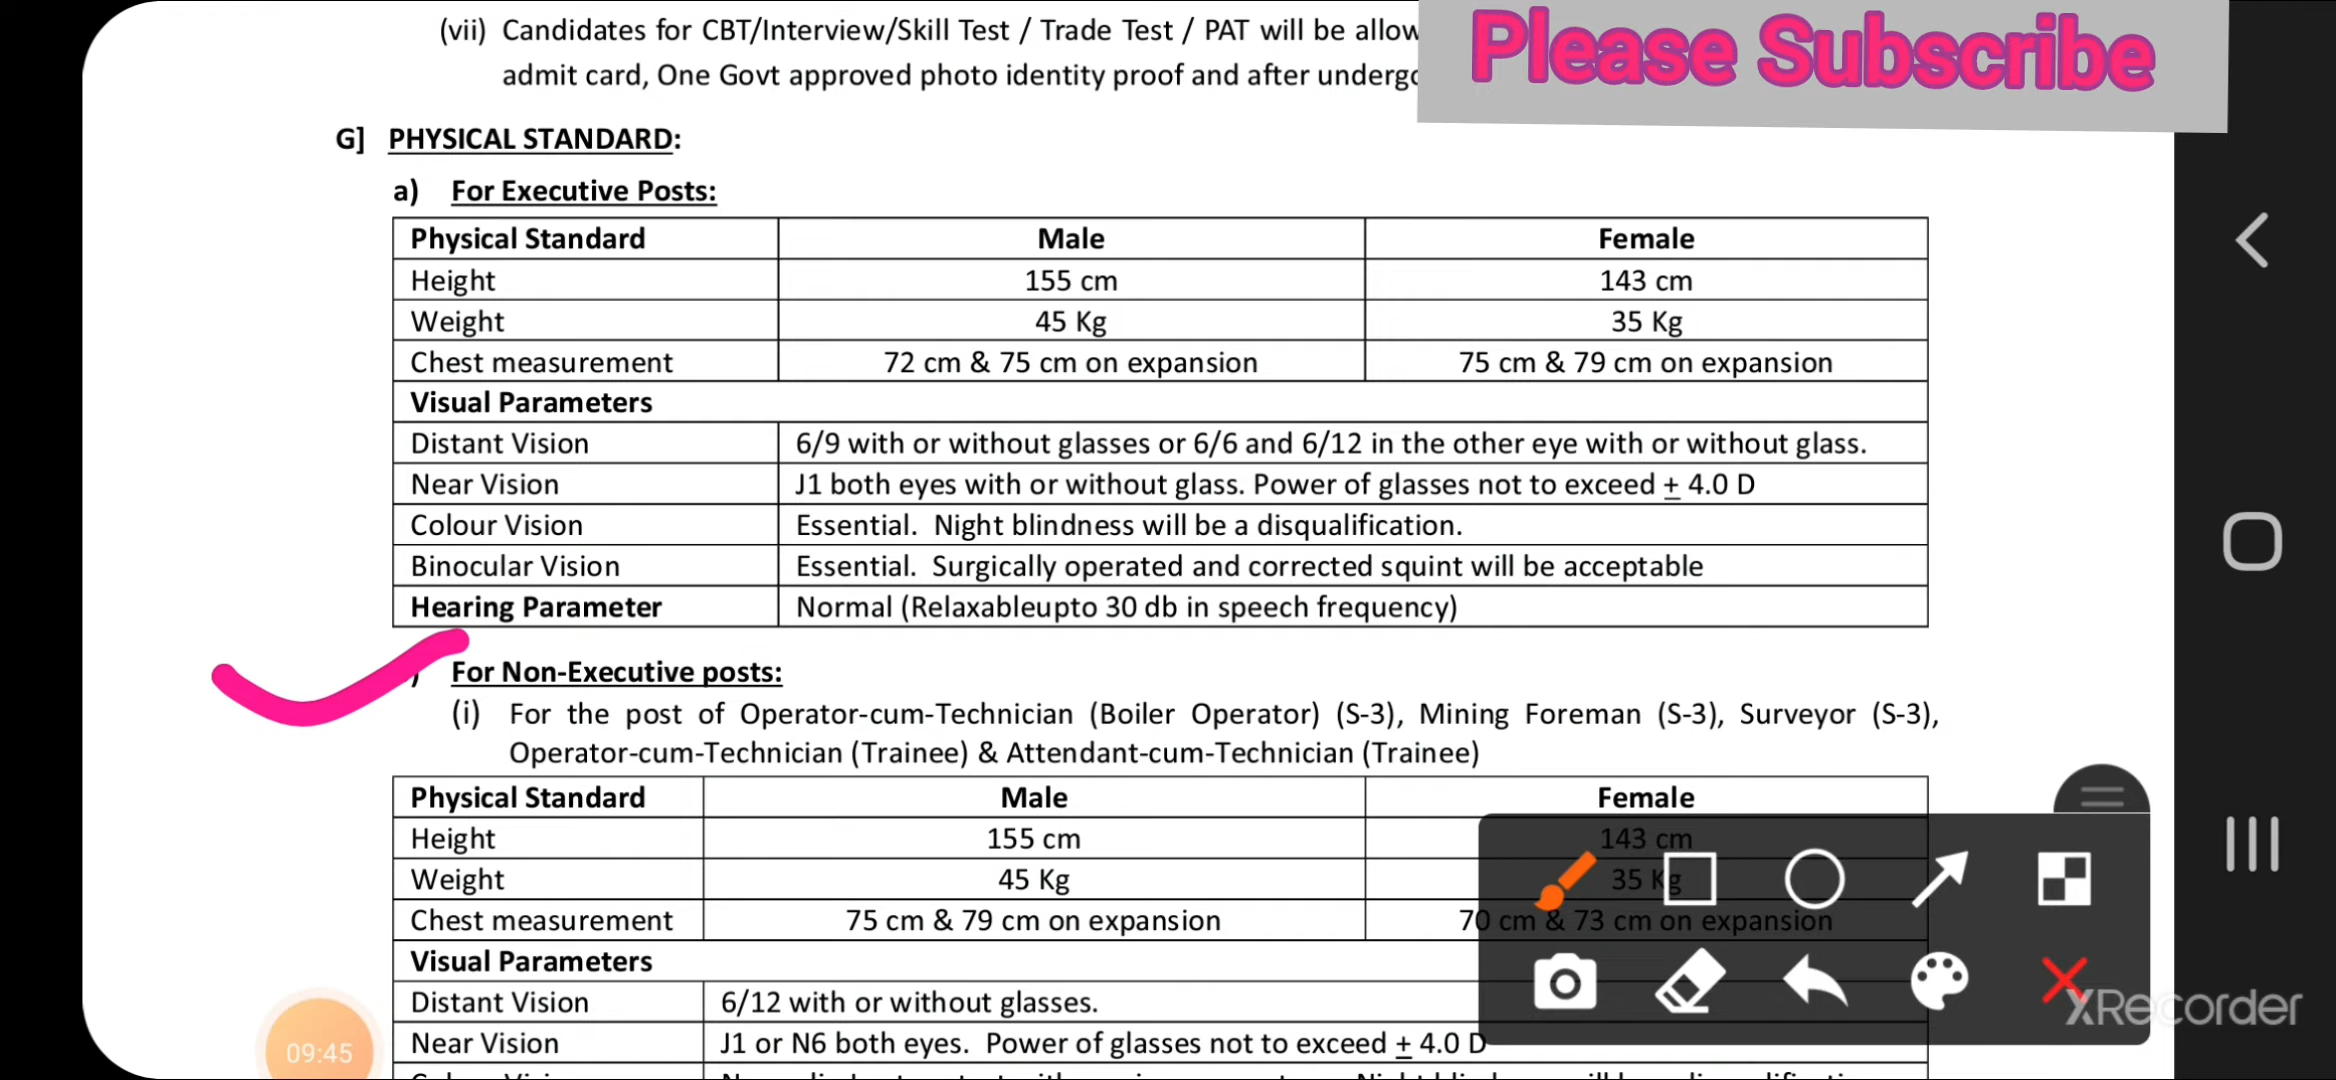 (vii) Candidates for CBT/Interview/Skill Test / Trade Test / PAT will be allow
admit card, One Govt approved photo identity proof and after undergo
Please Subscribe
G] PHYSICAL STANDARD:
a) For Executive Posts:
Physical Standard Male Female
Height 155 cm 143 cm
Weight 45 Kg 35 Kg
Chest measurement 72 cm & 75 cm on expansion 75 cm & 79 cm on expansion
Visual Parameters
Distant Vision 6/9 with or without glasses or 6/6 and 6/12 in the other eye with or without glass.
Near Vision J1 both eyes with or without glass. Power of glasses not to exceed ± 4.0 D
Colour Vision Essential. Night blindness will be a disqualification.
Binocular Vision Essential. Surgically operated and corrected squint will be acceptable
Hearing Parameter Normal (Relaxableupto 30 db in speech frequency)
) For Non-Executive posts:
(i) For the post of Operator-cum-Technician (Boiler Operator) (S-3), Mining Foreman (S-3), Surveyor (S-3),
Operator-cum-Technician (Trainee) & Attendant-cum-Technician (Trainee)
Physical Standard Male Female
Height 155 cm 143 cm
Weight 45 Kg 35 Kg
Chest measurement 75 cm & 79 cm on expansion 70 cm & 73 cm on expansion
Visual Parameters
Distant Vision 6/12 with or without glasses.
Near Vision J1 or N6 both eyes. Power of glasses not to exceed ± 4.0 D
09:45
XRecorder